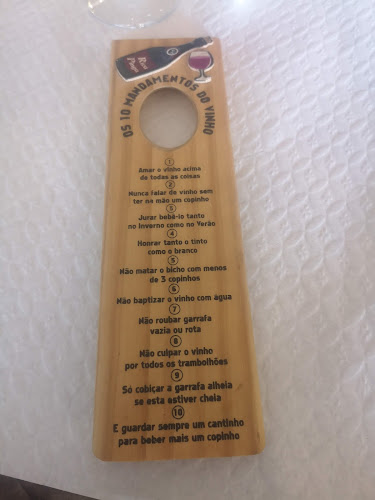 Rico
Pinga
OS 10 MANDAMENTOS DO VINHO
1
Amar o vinho acima
de todas as coisas
2
Nunca falar de vinho sem
ter na mão um copinho
3
Jurar bebê-lo tanto
no Inverno como no Verão
4
Honrar tanto o tinto
como o branco
5
Não matar o bicho com menos
de 3 copinhos
6
Não baptizar o vinho com água
7
Não roubar garrafa
vazia ou rota
8
Não culpar o vinho
por todos os trambolhões
9
Só cobiçar a garrafa alheia
se esta estiver cheia
10
E guardar sempre um cantinho
para beber mais um copinho